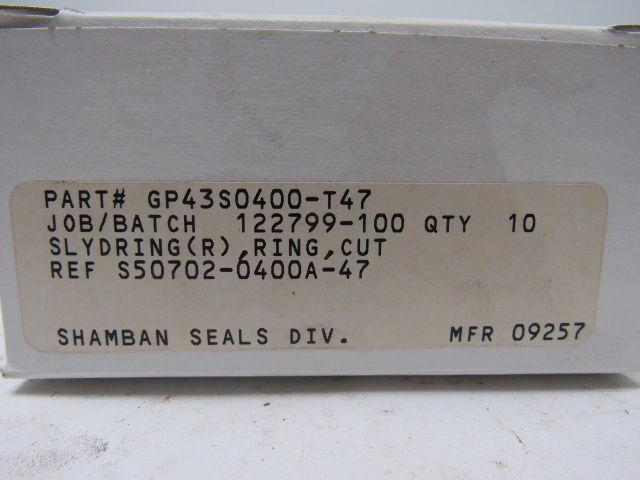 PART# GP43S0400-T47
JOB/BATCH 122799-100 QTY 10
SLYDRING(R),RING,CUT
REF S50702-0400A-47
SHAMBAN SEALS DIV. MFR 09257